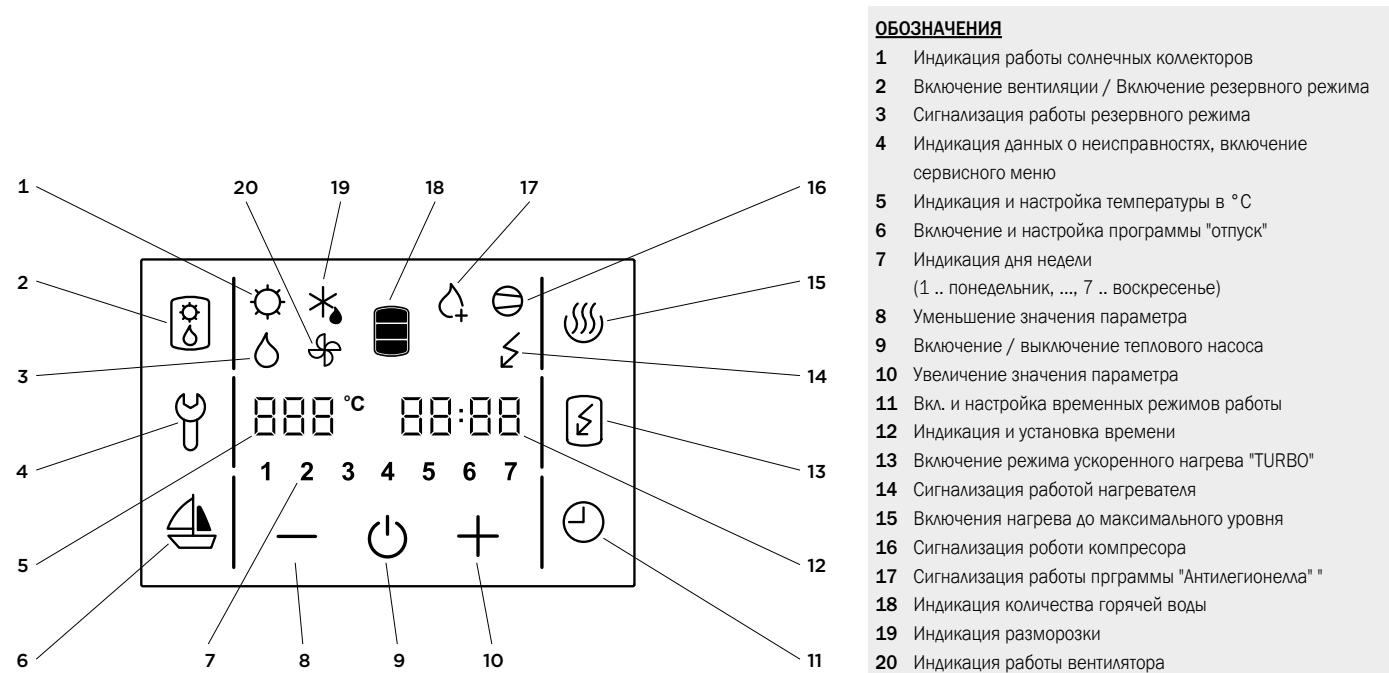 1
20
19
18
17
16
2
15
3
14
888 °C 88:88
4
13
1 2 3 4 5 6 7
5
12
6
7
8
9
10
11
ОБОЗНАЧЕНИЯ
1 Индикация работы солнечных коллекторов
2 Включение вентиляции / Включение резервного режима
3 Сигнализация работы резервного режима
4 Индикация данных о неисправностях, включение
сервисного меню
5 Индикация и настройка температуры в °C
6 Включение и настройка программы "отпуск"
7 Индикация дня недели
(1 .. понедельник, ..., 7 .. воскресенье)
8 Уменьшение значения параметра
9 Включение / выключение теплового насоса
10 Увеличение значения параметра
11 Вкл. и настройка временных режимов работы
12 Индикация и установка времени
13 Включение режима ускоренного нагрева "TURBO"
14 Сигнализация работой нагревателя
15 Включения нагрева до максимального уровня
16 Сигнализация роботи компресора
17 Сигнализация работы прграммы "Антилегионелла" "
18 Индикация количества горячей воды
19 Индикация разморозки
20 Индикация работы вентилятора